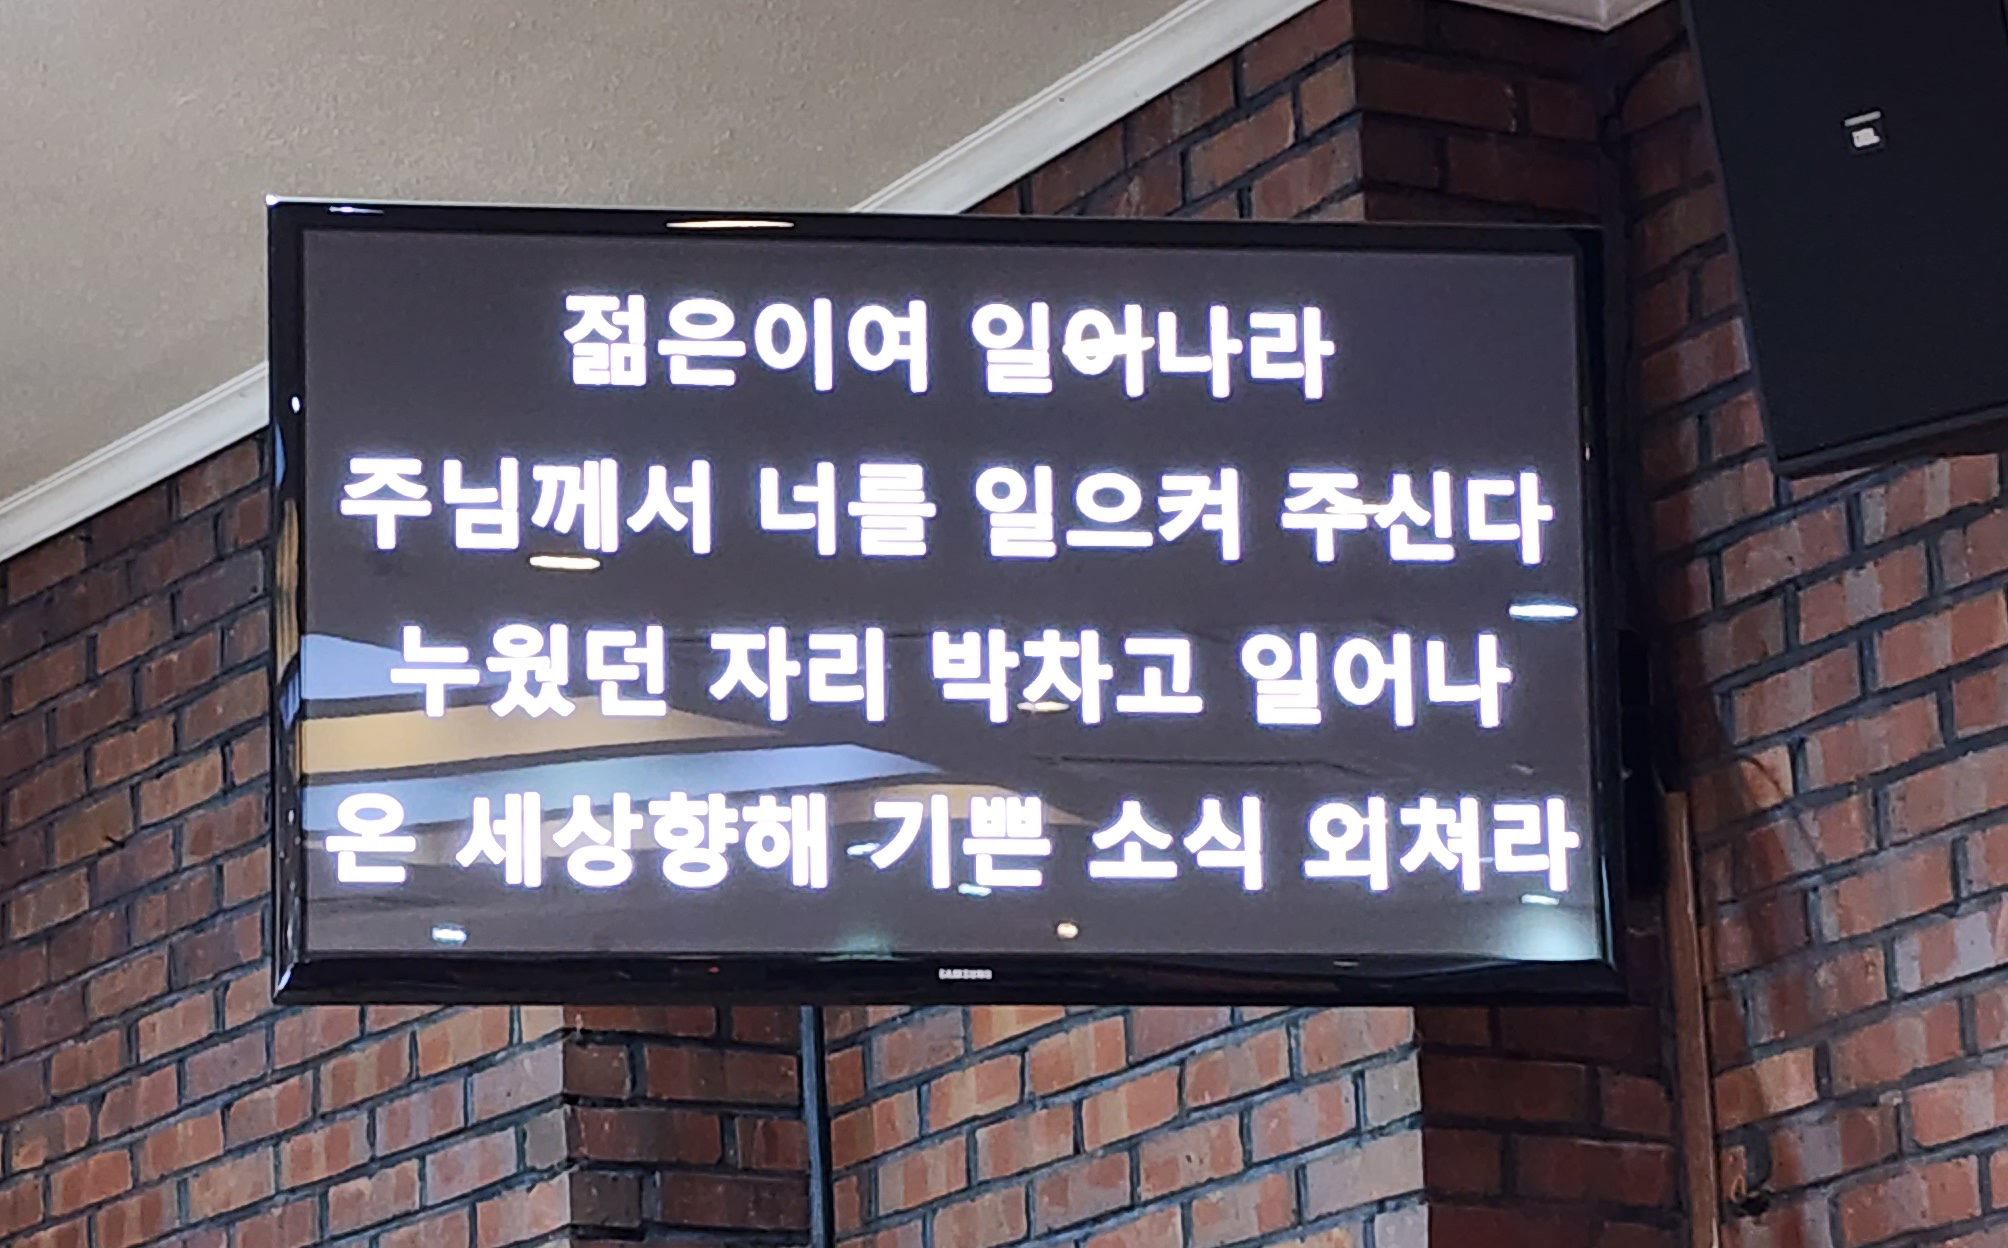 젊은이여 일어나라
주님께서 너를 일으켜 주신다
누웠던 자리 박차고 일어나
온 세상향해 기쁜 소식 외쳐라
SAMSUNG